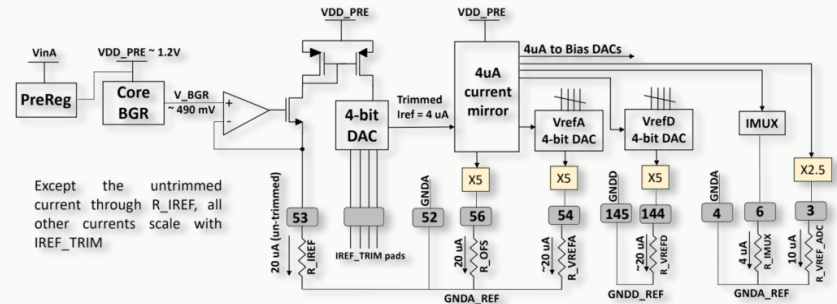 VDD_PRE
VDD_PRE
VinA
VDD_PRE ~ 1.2V
4uA to Bias DACs
PreReg
Core
BGR
V_BGR
~ 490 mV
+
-
4-bit
DAC
Trimmed
Iref = 4 uA
4uA
current
mirror
VrefA
4-bit DAC
VrefD
4-bit DAC
IMUX
X5
X5
X5
X2.5
Except the untrimmed
current through R_IREF, all
other currents scale with
IREF_TRIM
20 uA (un-trimmed)
GNDA
GNDD
GNDA
53
52
56
54
145
144
4
6
3
R_IREF
IREF_TRIM pads
20 uA
R_OFS
~20 uA
R_VREFA
~20 uA
R_VREFD
4 uA
R_IMUX
10 uA
R_VREF_ADC
GNDA_REF
GNDD_REF
GNDA_REF